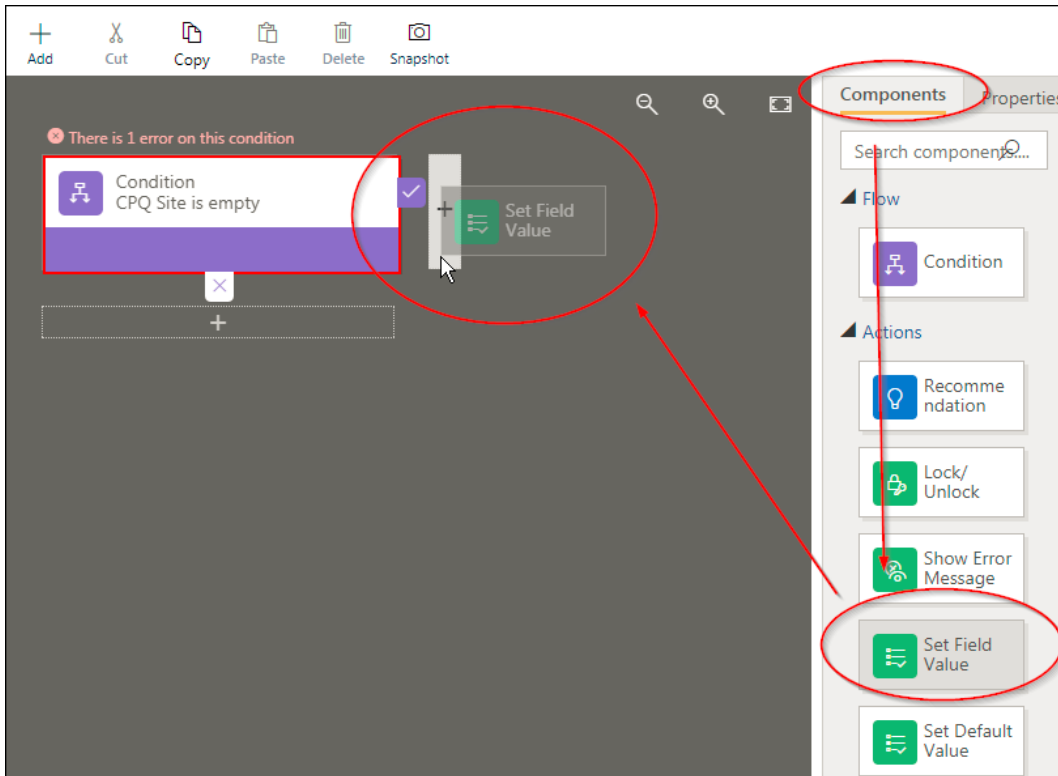 Add
Cut
Copy
Paste
Delete
Snapshot
Components
Properties
Search components....
There is 1 error on this condition
Condition
CPQ Site is empty
Set Field
Value
Flow
Condition
Actions
Recomme
ndation
Lock/
Unlock
Show Error
Message
Set Field
Value
Set Default
Value